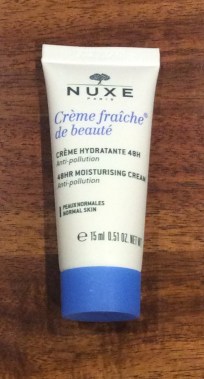 NUXE
PARIS
Crème fraîche®
de beauté
CRÈME HYDRATANTE 48H
Anti-pollution
48HR MOISTURISING CREAM
Anti-pollution
PEAUX NORMALES
NORMAL SKIN
℮ 15 ml 0.51 OZ. NET WT.